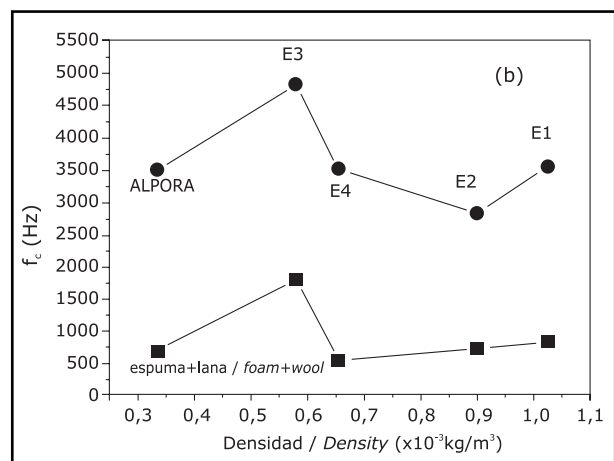 5500
5000
4500
4000
3500
3000
2500
2000
1500
1000
500
0
f_c (Hz)
(b)
E3
E1
ALPORA
E4
E2
espuma+lana / foam+wool
0,3 0,4 0,5 0,6 0,7 0,8 0,9 1,0 1,1
Densidad / Density (x10⁻³kg/m³)